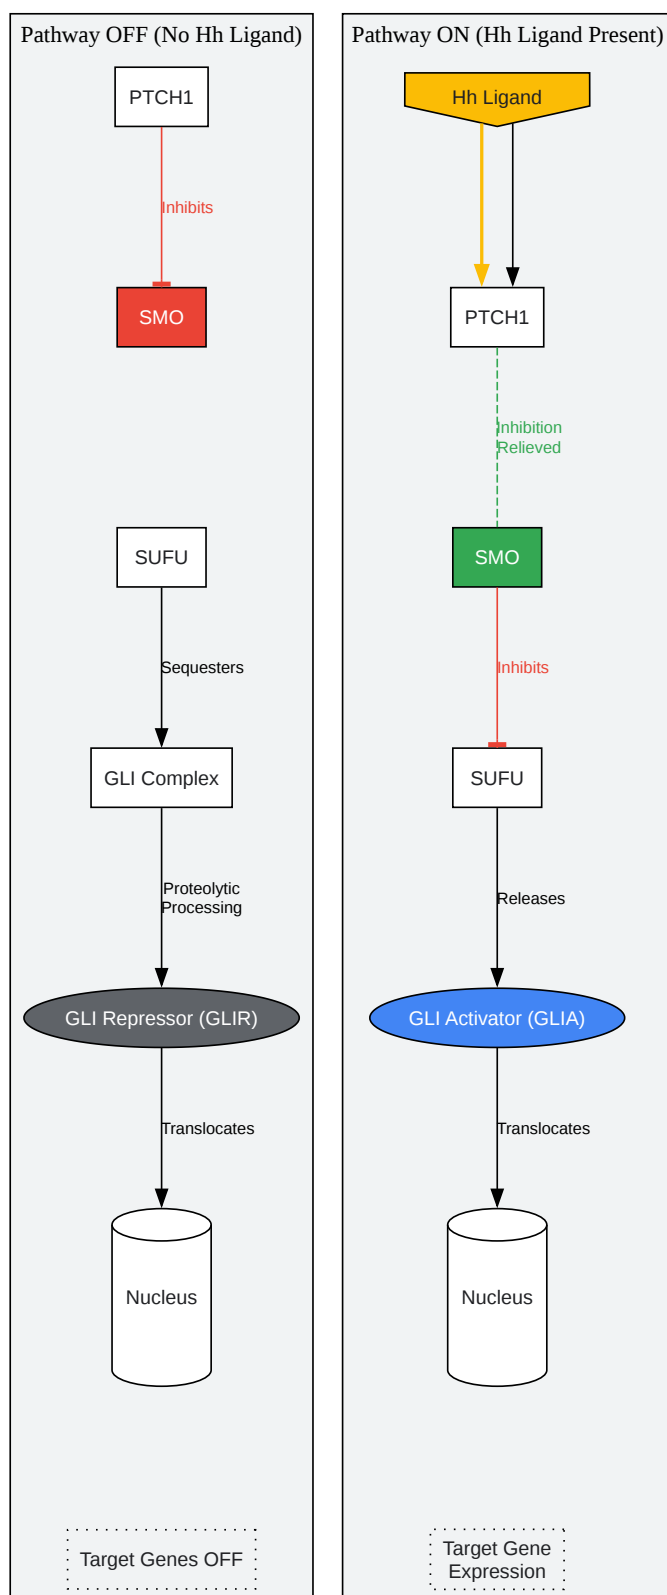 Pathway OFF (No Hh Ligand)
PTCH1
Inhibits
SMO
SUFU
Sequesters
GLI Complex
Proteolytic
Processing
GLI Repressor (GLIR)
Translocates
Nucleus
Target Genes OFF
Pathway ON (Hh Ligand Present)
Hh Ligand
PTCH1
Inhibition
Relieved
SMO
Inhibits
SUFU
Releases
GLI Activator (GLIA)
Translocates
Nucleus
Target Gene
Expression